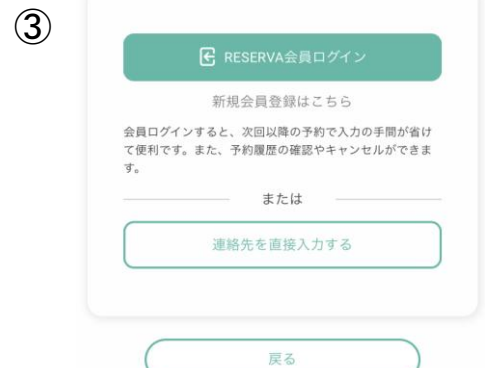 ③
RESERVA会員ログイン
新規会員登録はこちら
会員ログインすると、次回以降の予約で入力の手間が省け
て便利です。また、予約履歴の確認やキャンセルができま
す。
または
連絡先を直接入力する
戻る